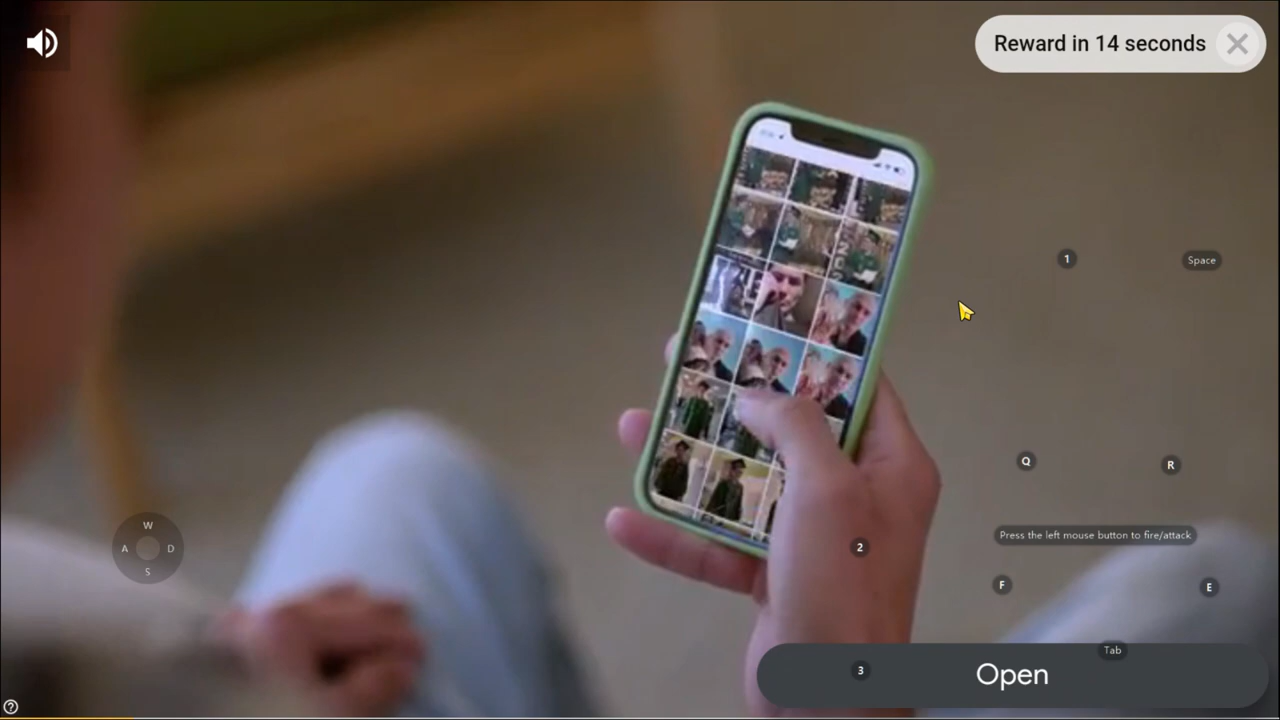 Reward in 14 seconds
1
Space
Q
R
W
A
D
S
2
Press the left mouse button to fire/attack
F
E
Tab
3
Open